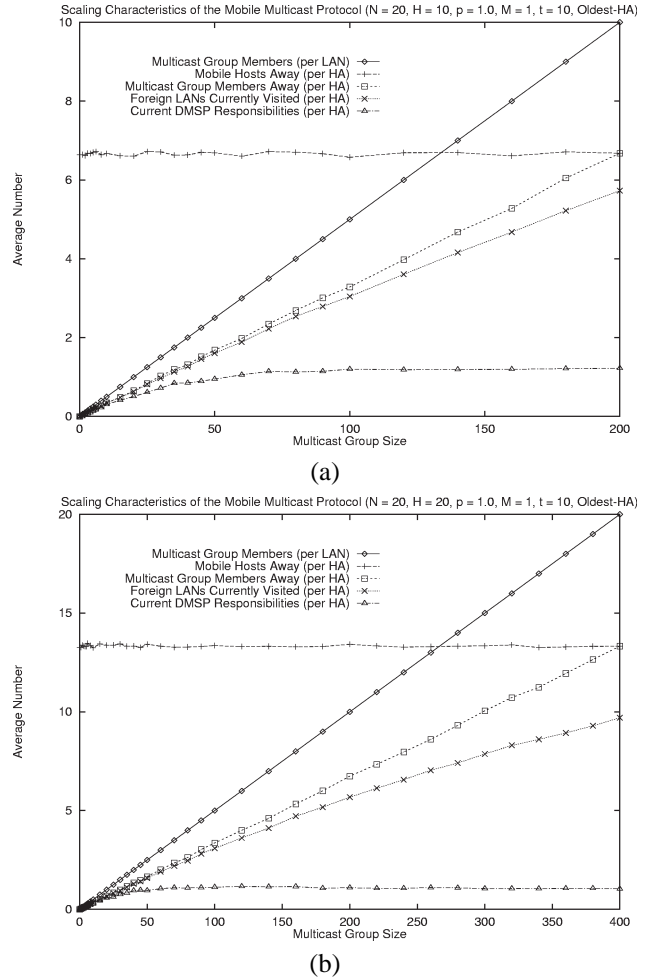 Scaling Characteristics of the Mobile Multicast Protocol (N = 20, H = 10, p = 1.0, M = 1, t = 10, Oldest-HA)
10
8
6
4
2
0
Average Number
Multicast Group Members (per LAN)
Mobile Hosts Away (per HA)
Multicast Group Members Away (per HA)
Foreign LANs Currently Visited (per HA)
Current DMSP Responsibilities (per HA)
0 50 100 150 200
Multicast Group Size
(a)
Scaling Characteristics of the Mobile Multicast Protocol (N = 20, H = 20, p = 1.0, M = 1, t = 10, Oldest-HA)
20
15
10
5
0
Average Number
Multicast Group Members (per LAN)
Mobile Hosts Away (per HA)
Multicast Group Members Away (per HA)
Foreign LANs Currently Visited (per HA)
Current DMSP Responsibilities (per HA)
0 50 100 150 200 250 300 350 400
Multicast Group Size
(b)